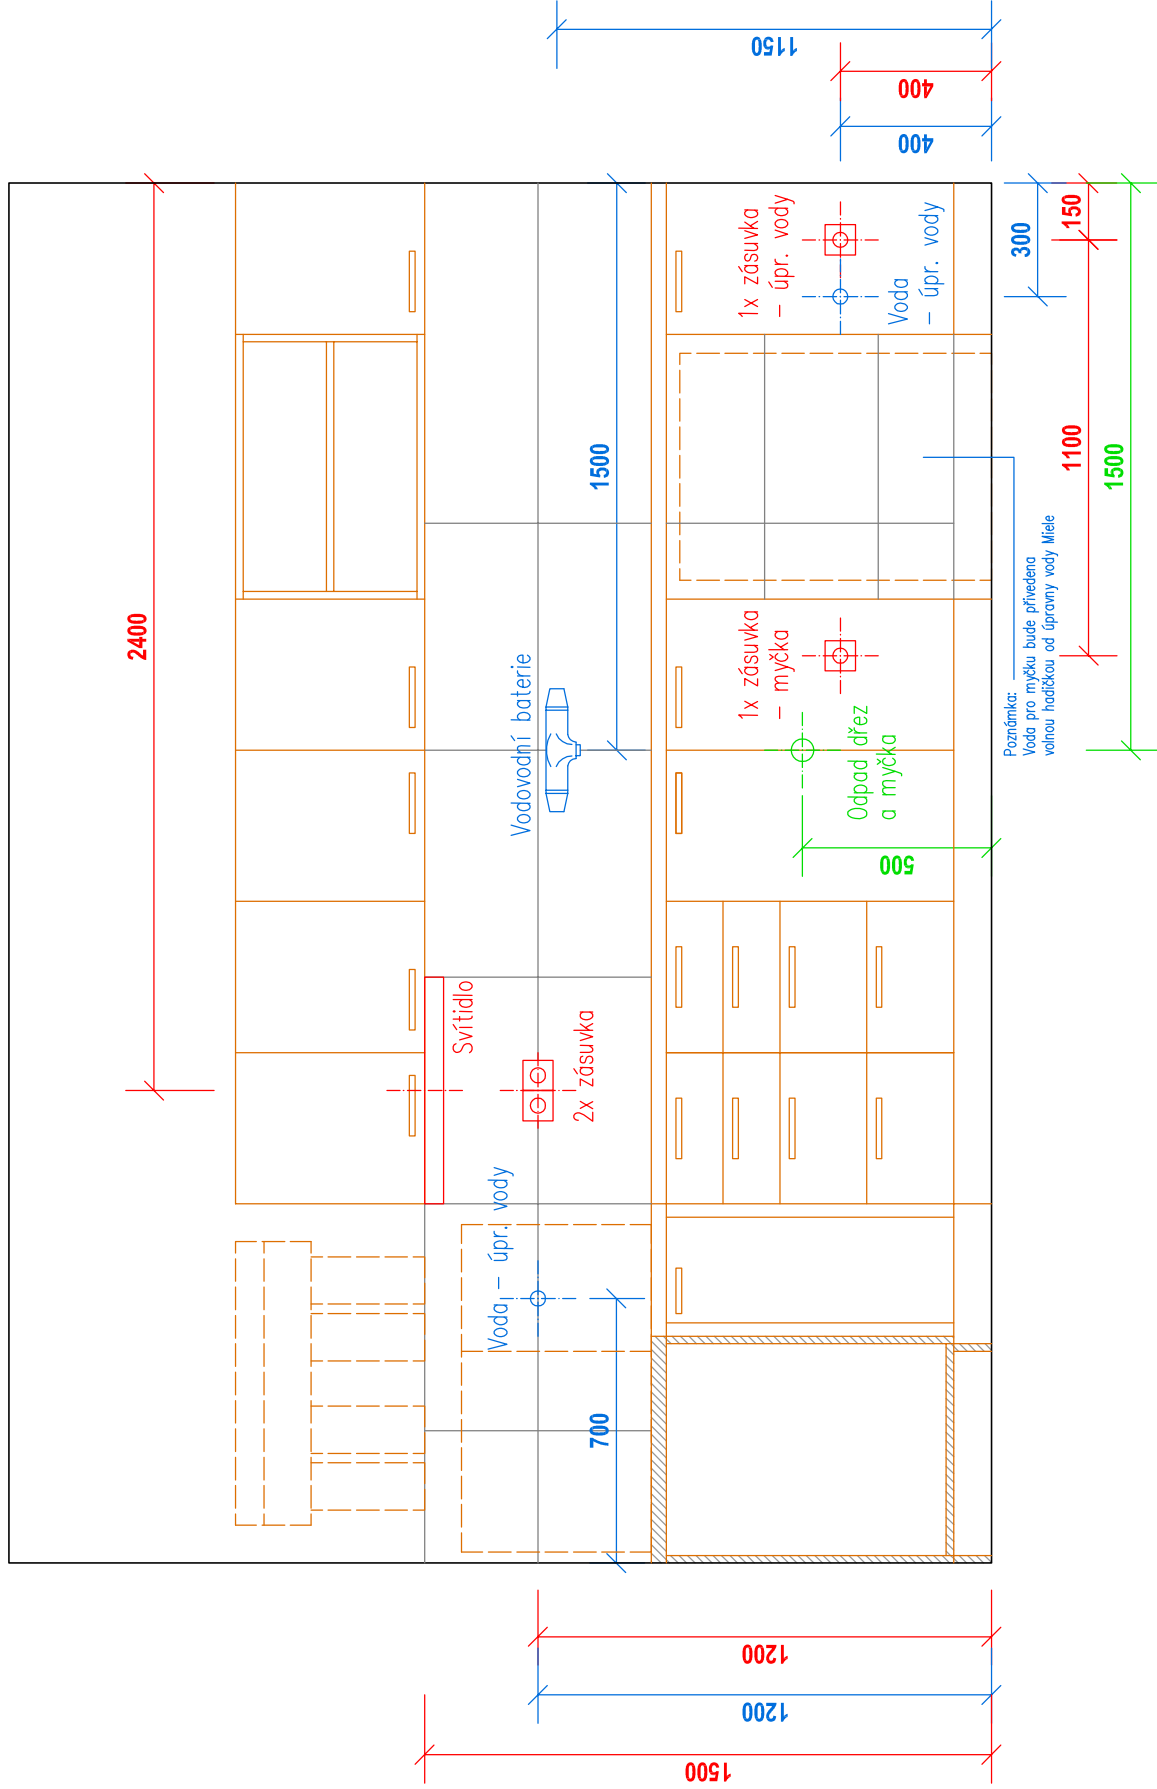 2400
1150
400
400
1x zásuvka
– úpr. vody
Voda
– úpr. vody
300
150
1100
1500
1500
Vodovodní baterie
1x zásuvka
– myčka
Odpad dřez
a myčka
500
Poznámka:
Voda pro myčku bude přivedena
volnou hadičkou od úpravny vody Miele
Svítidlo
2x zásuvka
Voda – úpr. vody
700
1200
1200
1500